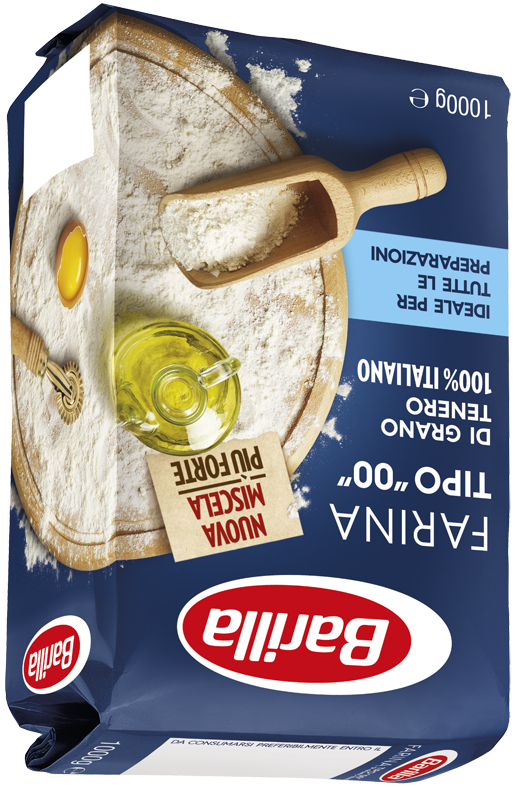 Barilla
FARINA
TIPO "00"
DI GRANO
TENERO
100% ITALIANO
IDEALE PER
TUTTE LE
PREPARAZIONI
1000g ℮
NUOVA
MISCELA
PIÙ FORTE
Barilla
1000g ℮
DA CONSUMARSI PREFERIBILMENTE ENTRO IL
FARINA
Barilla